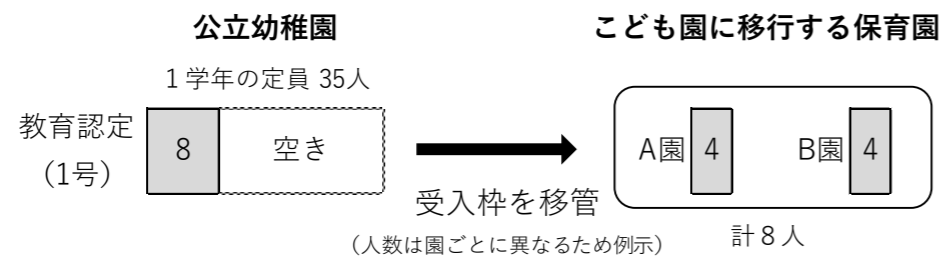 公立幼稚園
こども園に移行する保育園
１学年の定員 35人
教育認定
(1号)
8
空き
A園 4
B園 4
受入枠を移管
（人数は園ごとに異なるため例示）
計８人